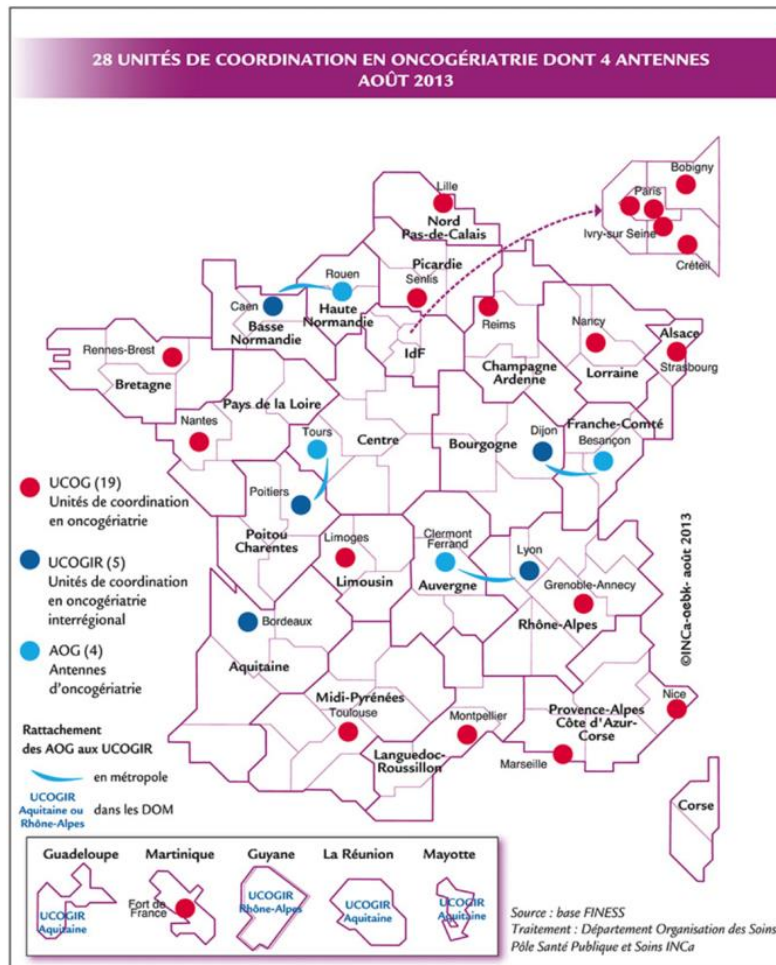 28 UNITÉS DE COORDINATION EN ONCOGÉRIATRIE DONT 4 ANTENNES
AOÛT 2013
Bobigny
Paris
Ivry-sur Seine
Créteil
Lille
Nord
Pas-de-Calais
Picardie
Senlis
Rouen
Haute
Normandie
Caen
Basse
Normandie
IdF
Reims
Champagne
Ardenne
Nancy
Lorraine
Alsace
Strasbourg
Rennes-Brest
Bretagne
Pays de la Loire
Nantes
Tours
Centre
Bourgogne
Dijon
Franche-Comté
Besançon
Poitiers
Poitou
Charentes
Limoges
Limousin
Clermont
Ferrand
Auvergne
Lyon
Grenoble-Annecy
Rhône-Alpes
Bordeaux
Aquitaine
Midi-Pyrénées
Toulouse
Montpellier
Languedoc-
Roussillon
Provence-Alpes
Côte d'Azur-
Corse
Nice
Marseille
Corse
©INCa-oebk- août 2013
UCOG (19)
Unités de coordination
en oncogériatrie
UCOGIR (5)
Unités de coordination
en oncogériatrie
interrégional
AOG (4)
Antennes
d'oncogériatrie
Rattachement
des AOG aux UCOGIR
en métropole
UCOGIR
Aquitaine ou
Rhône-Alpes
dans les DOM
Guadeloupe
UCOGIR
Aquitaine
Martinique
Fort de
France
Guyane
UCOGIR
Rhône-Alpes
La Réunion
UCOGIR
Aquitaine
Mayotte
UCOGIR
Aquitaine
Source : base FINESS
Traitement : Département Organisation des Soins
Pôle Santé Publique et Soins INCa